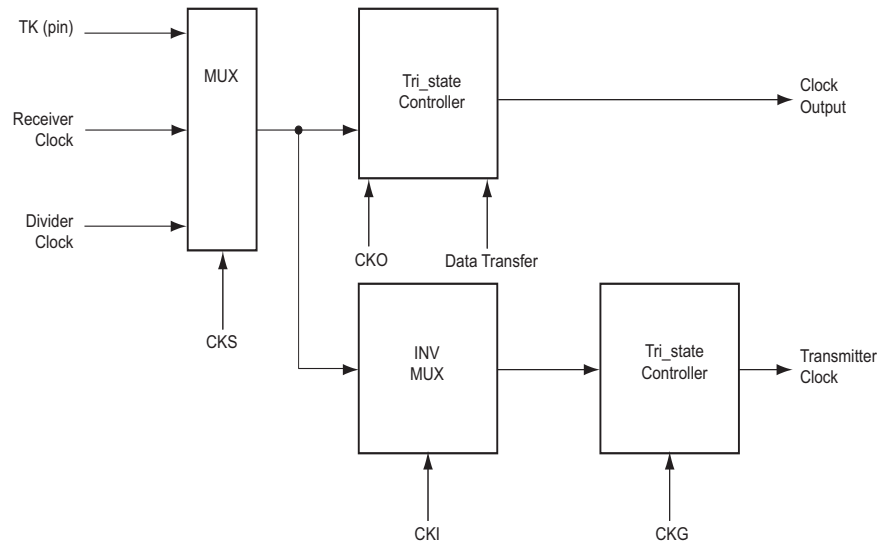 TK (pin)
MUX
Tri_state
Controller
Clock
Output
Receiver
Clock
Divider
Clock
CKO
Data Transfer
CKS
INV
MUX
Tri_state
Controller
Transmitter
Clock
CKI
CKG